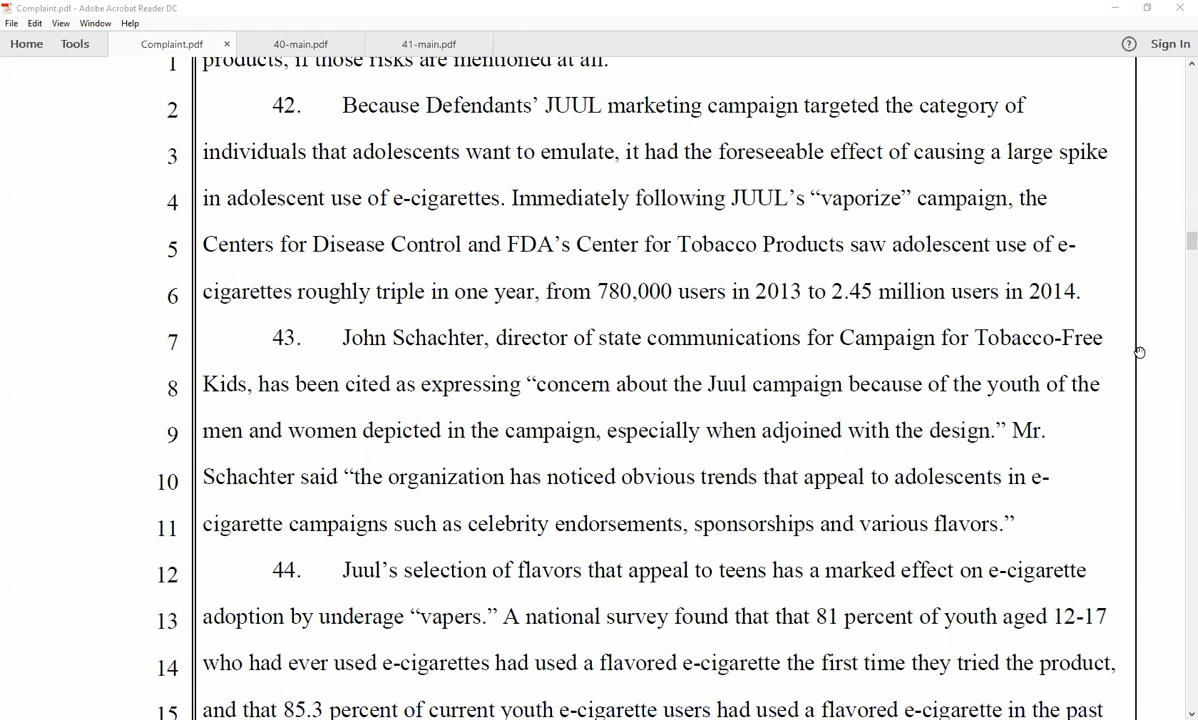 Complaint.pdf - Adobe Acrobat Reader DC
File Edit View Window Help
Home Tools Complaint.pdf × 40-main.pdf 41-main.pdf ? Sign In
1 products, if those risks are mentioned at all.
2 42. Because Defendants’ JUUL marketing campaign targeted the category of
3 individuals that adolescents want to emulate, it had the foreseeable effect of causing a large spike
4 in adolescent use of e-cigarettes. Immediately following JUUL’s “vaporize” campaign, the
5 Centers for Disease Control and FDA’s Center for Tobacco Products saw adolescent use of e-
6 cigarettes roughly triple in one year, from 780,000 users in 2013 to 2.45 million users in 2014.
7 43. John Schachter, director of state communications for Campaign for Tobacco-Free
8 Kids, has been cited as expressing “concern about the Juul campaign because of the youth of the
9 men and women depicted in the campaign, especially when adjoined with the design.” Mr.
10 Schachter said “the organization has noticed obvious trends that appeal to adolescents in e-
11 cigarette campaigns such as celebrity endorsements, sponsorships and various flavors.”
12 44. Juul’s selection of flavors that appeal to teens has a marked effect on e-cigarette
13 adoption by underage “vapers.” A national survey found that that 81 percent of youth aged 12-17
14 who had ever used e-cigarettes had used a flavored e-cigarette the first time they tried the product,
15 and that 85.3 percent of current youth e-cigarette users had used a flavored e-cigarette in the past